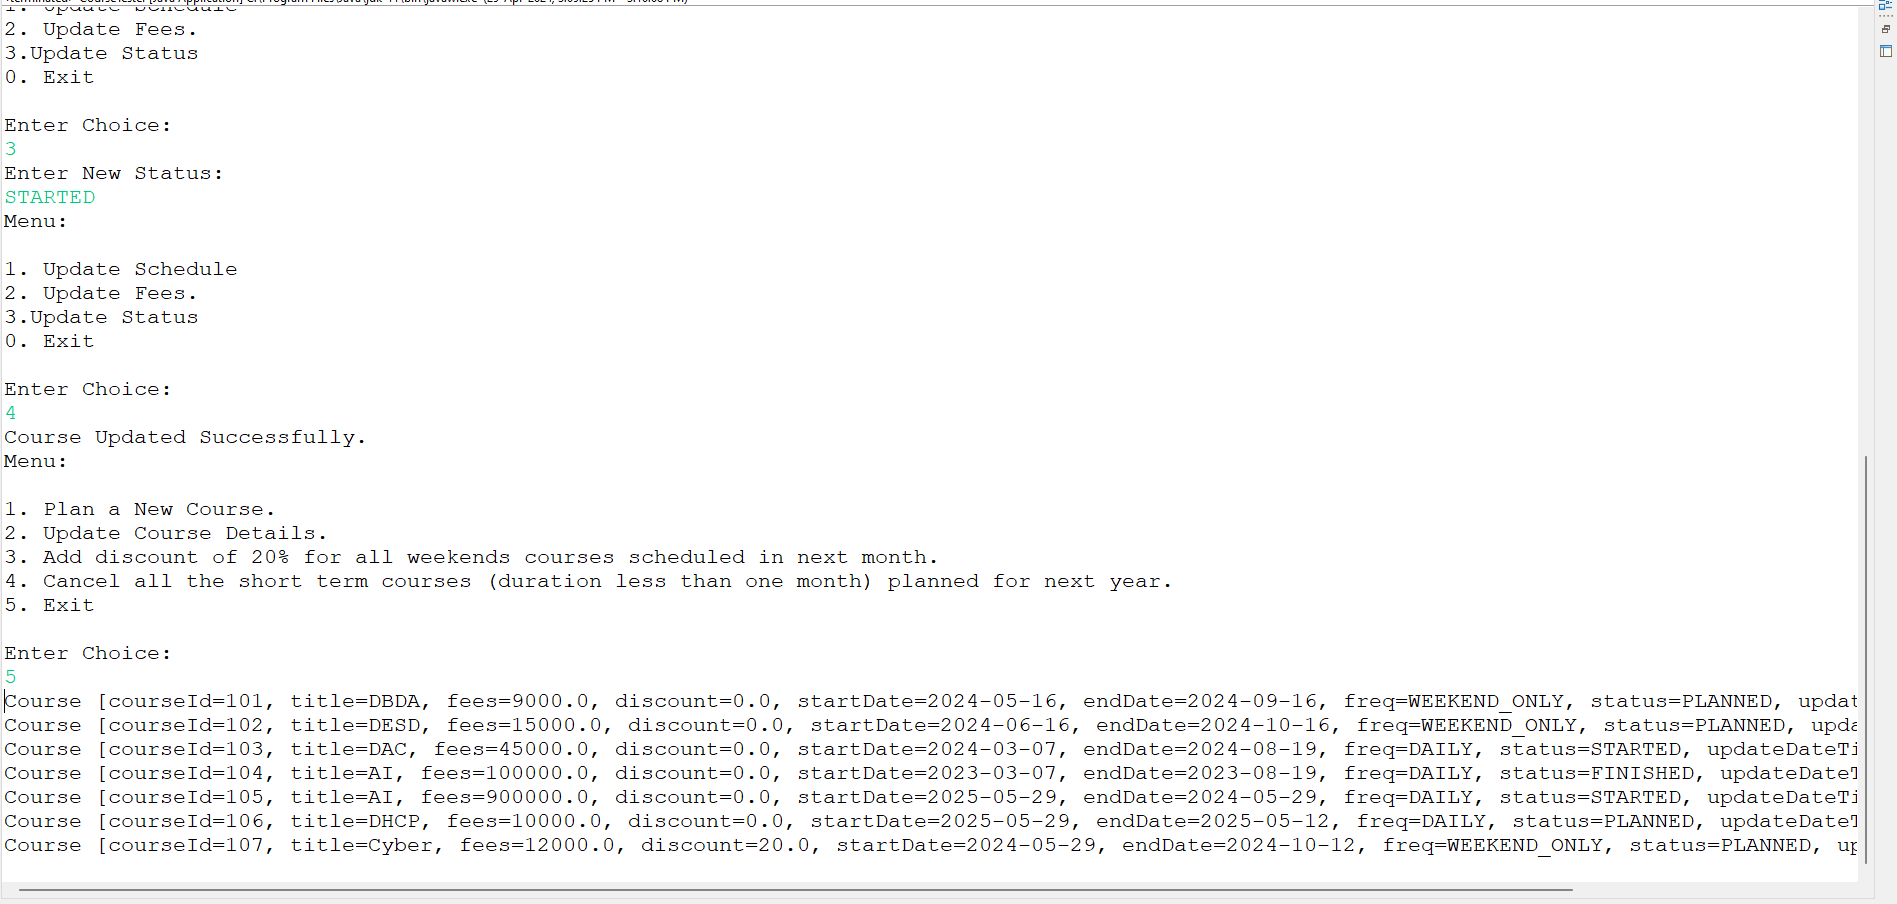 1. Update Schedule
2. Update Fees.
3.Update Status
0. Exit
Enter Choice:
3
Enter New Status:
STARTED
Menu:
1. Update Schedule
2. Update Fees.
3.Update Status
0. Exit
Enter Choice:
4
Course Updated Successfully.
Menu:
1. Plan a New Course.
2. Update Course Details.
3. Add discount of 20% for all weekends courses scheduled in next month.
4. Cancel all the short term courses (duration less than one month) planned for next year.
5. Exit
Enter Choice:
5
Course [courseId=101, title=DBDA, fees=9000.0, discount=0.0, startDate=2024-05-16, endDate=2024-09-16, freq=WEEKEND_ONLY, status=PLANNED, updat
Course [courseId=102, title=DESD, fees=15000.0, discount=0.0, startDate=2024-06-16, endDate=2024-10-16, freq=WEEKEND_ONLY, status=PLANNED, upda
Course [courseId=103, title=DAC, fees=45000.0, discount=0.0, startDate=2024-03-07, endDate=2024-08-19, freq=DAILY, status=STARTED, updateDateTi
Course [courseId=104, title=AI, fees=100000.0, discount=0.0, startDate=2023-03-07, endDate=2023-08-19, freq=DAILY, status=FINISHED, updateDateT
Course [courseId=105, title=AI, fees=900000.0, discount=0.0, startDate=2025-05-29, endDate=2024-05-29, freq=DAILY, status=STARTED, updateDateTi
Course [courseId=106, title=DHCP, fees=10000.0, discount=0.0, startDate=2025-05-29, endDate=2025-05-12, freq=DAILY, status=PLANNED, updateDateT
Course [courseId=107, title=Cyber, fees=12000.0, discount=20.0, startDate=2024-05-29, endDate=2024-10-12, freq=WEEKEND_ONLY, status=PLANNED, up